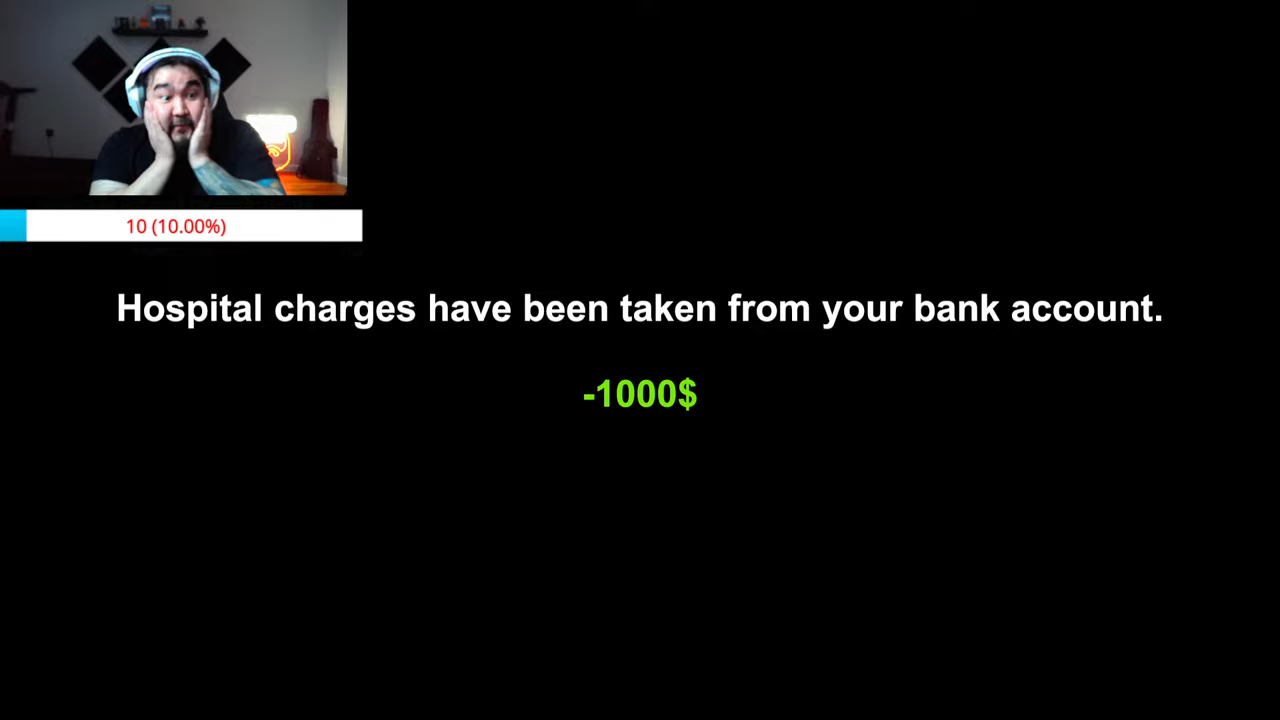 10 (10.00%)
Hospital charges have been taken from your bank account.
-1000$